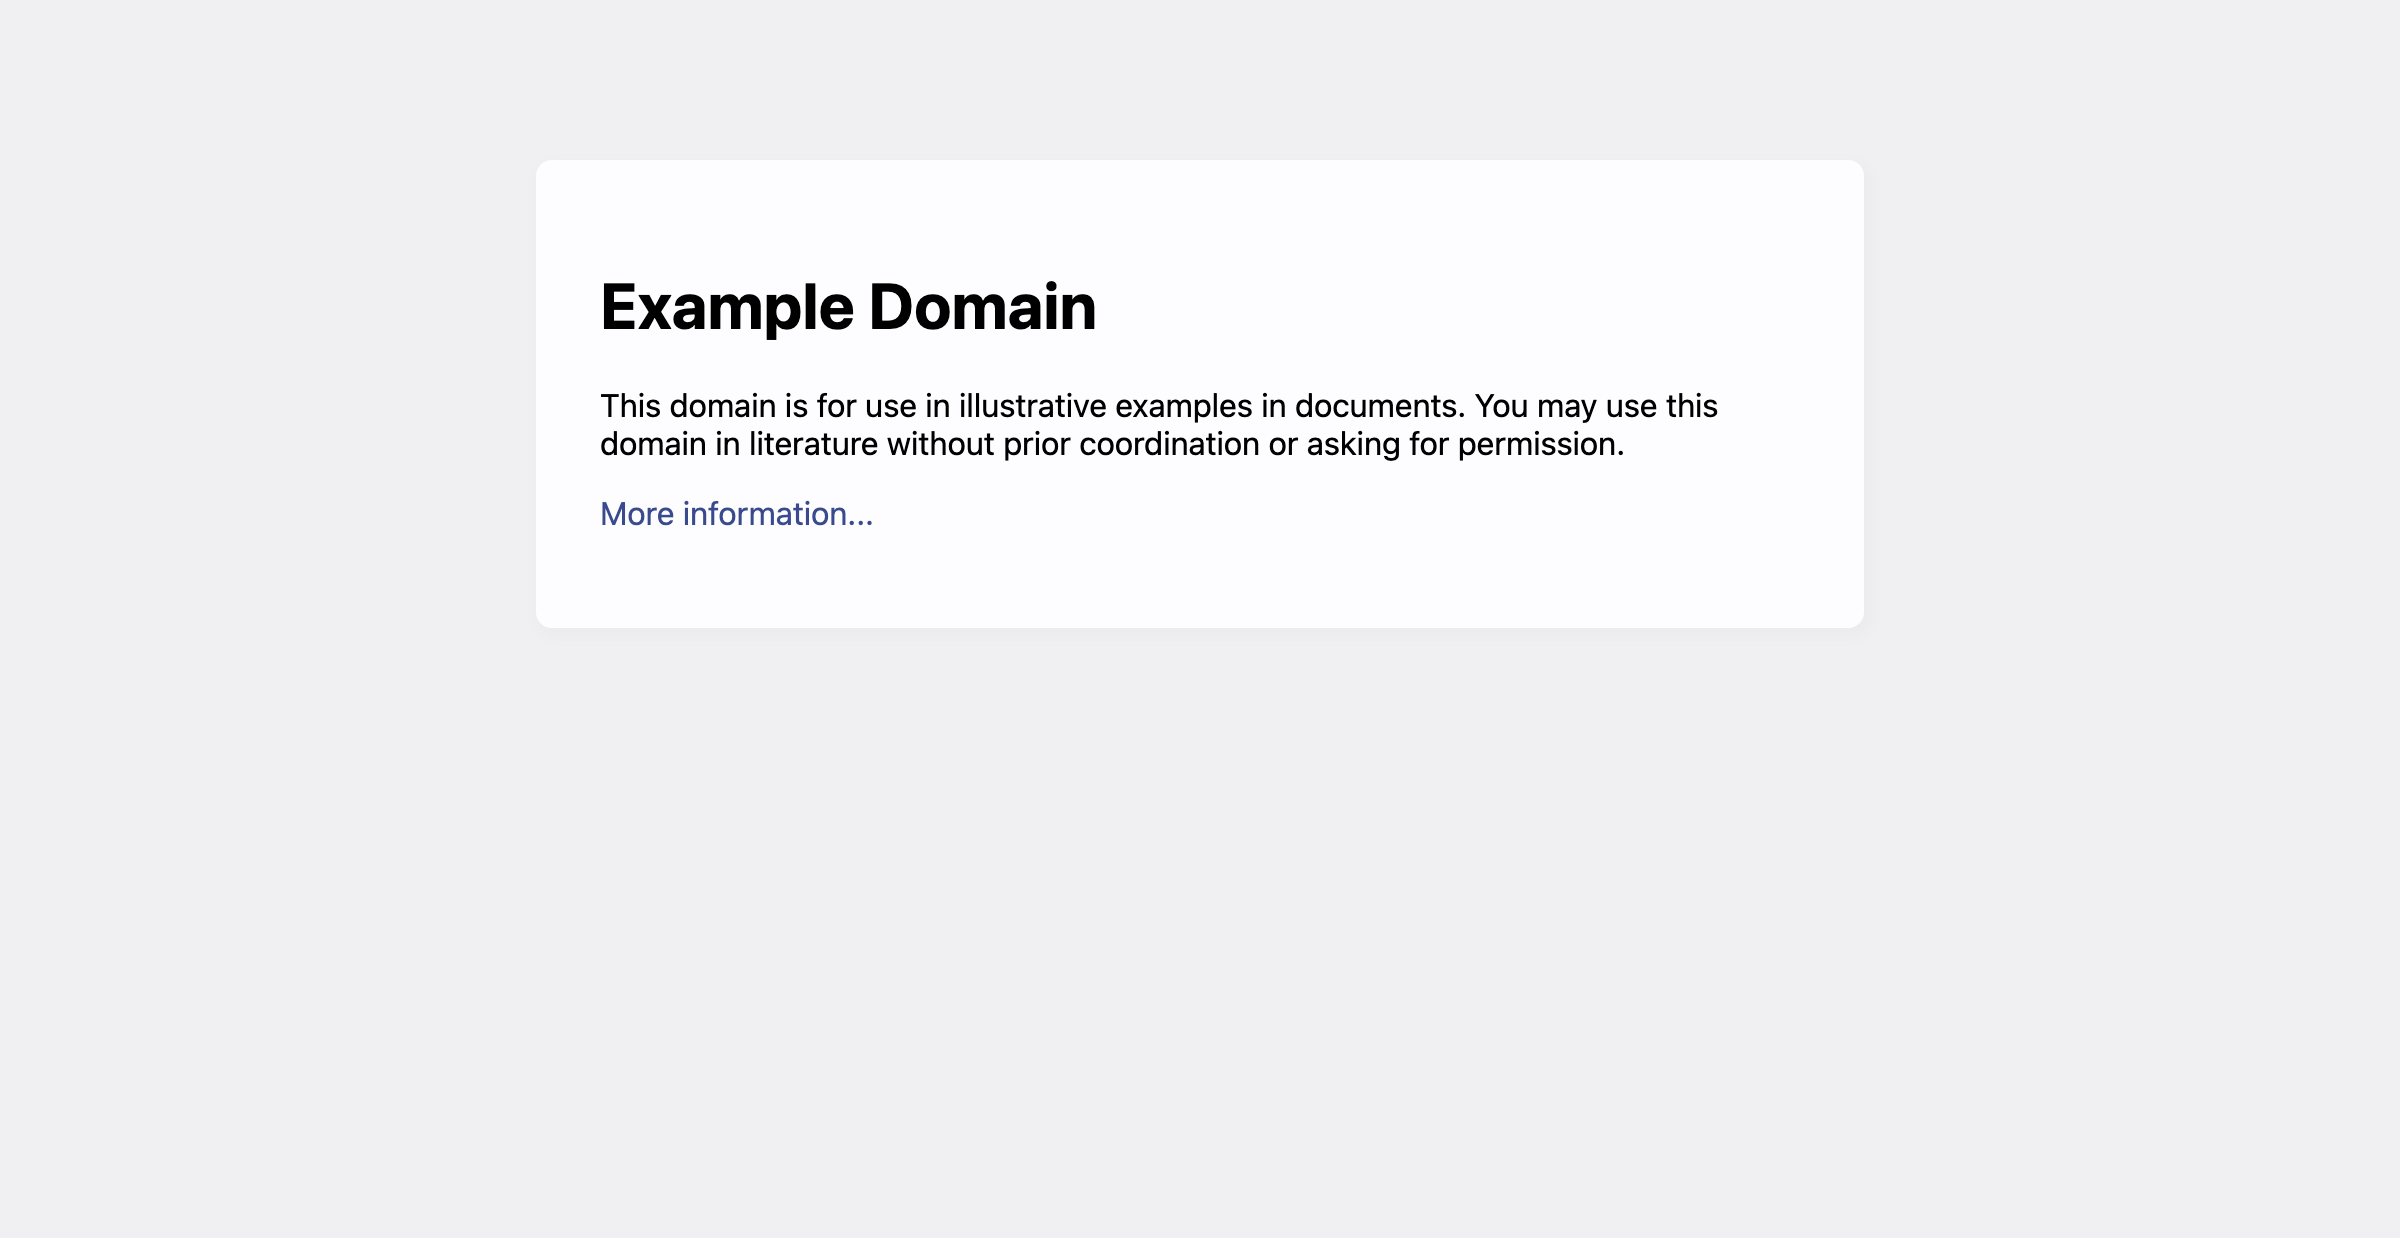 Example Domain
This domain is for use in illustrative examples in documents. You may use this
domain in literature without prior coordination or asking for permission.
More information...